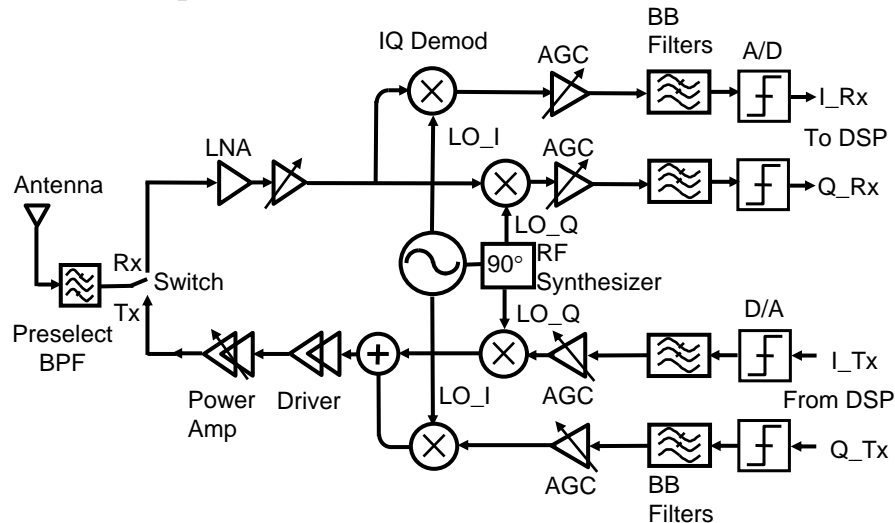 IQ Demod
AGC
BB
Filters
A/D
I_Rx
LO_I
To DSP
LNA
AGC
Q_Rx
Antenna
LO_Q
Rx
Switch
90°
RF
Synthesizer
Tx
LO_Q
D/A
Preselect
BPF
I_Tx
Power
Amp
Driver
LO_I
AGC
From DSP
Q_Tx
AGC
BB
Filters